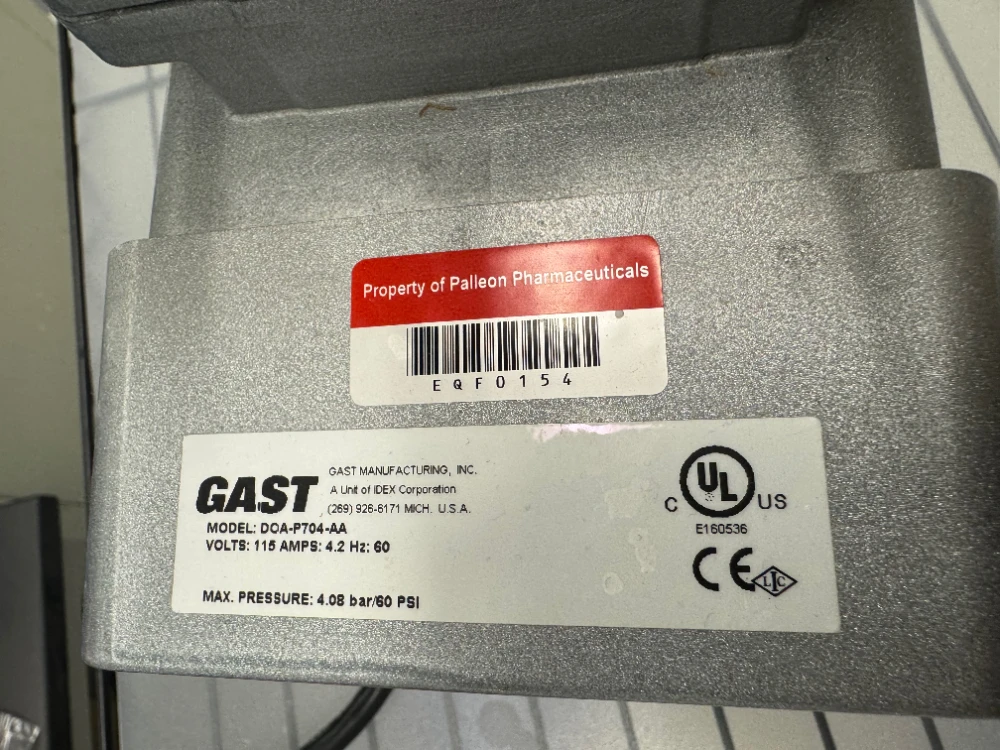 Property of Palleon Pharmaceuticals
EQF0154
GAST
GAST MANUFACTURING, INC.
A Unit of IDEX Corporation
(269) 926-6171 MICH. U.S.A.
MODEL: DOA-P704-AA
VOLTS: 115 AMPS: 4.2 Hz: 60
MAX. PRESSURE: 4.08 bar/60 PSI
C UL US
E160536
CE LIC